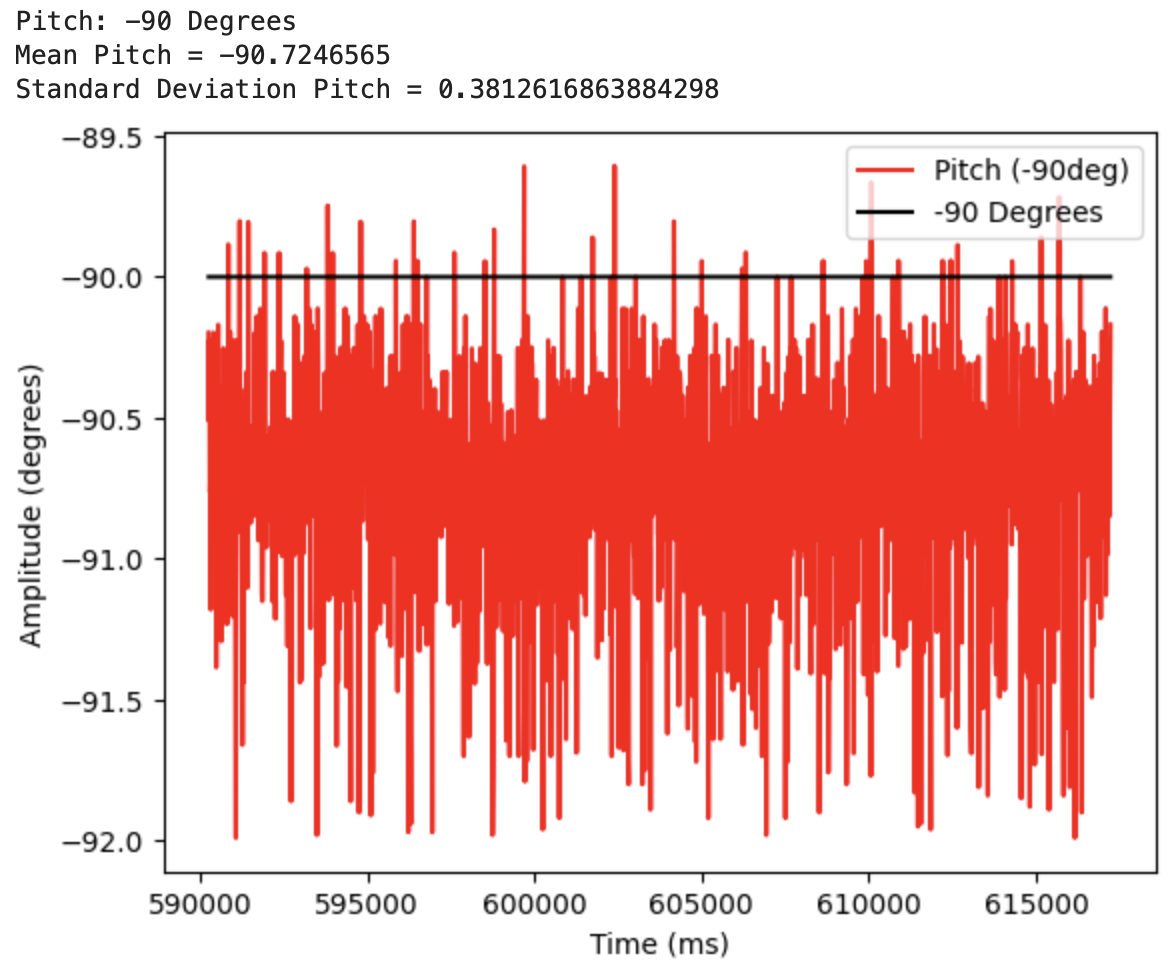 Pitch: -90 Degrees
Mean Pitch = -90.7246565
Standard Deviation Pitch = 0.3812616863884298
−89.5
Pitch (-90deg)
-90 Degrees
−90.0
−90.5
−91.0
−91.5
−92.0
Amplitude (degrees)
590000 595000 600000 605000 610000 615000
Time (ms)